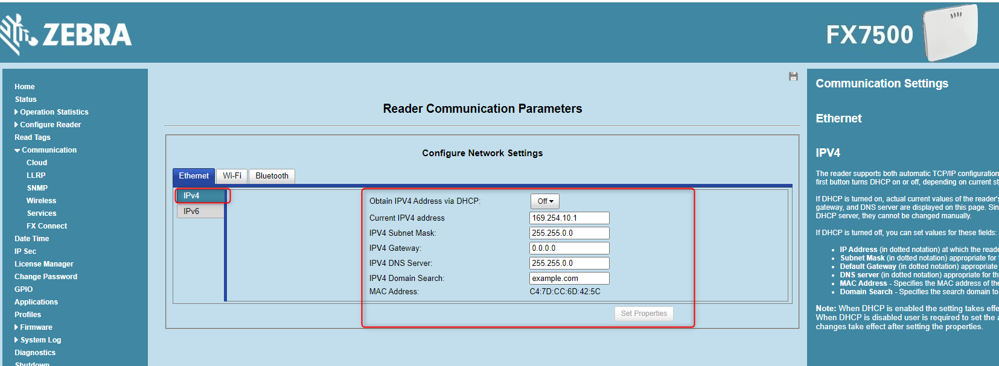 ZEBRA
FX7500
Home
Status
Operation Statistics
Configure Reader
Read Tags
Communication
Cloud
LLRP
SNMP
Wireless
Services
FX Connect
Date Time
IP Sec
License Manager
Change Password
GPIO
Applications
Profiles
Firmware
System Log
Diagnostics
Shutdown
Reader Communication Parameters
Configure Network Settings
Ethernet Wi-Fi Bluetooth
IPv4
IPv6
Obtain IPV4 Address via DHCP: Off
Current IPV4 address 169.254.10.1
IPV4 Subnet Mask: 255.255.0.0
IPV4 Gateway: 0.0.0.0
IPV4 DNS Server: 255.255.0.0
IPV4 Domain Search: example.com
MAC Address: C4:7D:CC:6D:42:5C
Set Properties
Communication Settings
Ethernet
IPV4
The reader supports both automatic TCP/IP configuration
first button turns DHCP on or off, depending on current st
If DHCP is turned on, actual current values of the reader's
gateway, and DNS server are displayed on this page. Sin
DHCP server, they cannot be changed manually.
If DHCP is turned off, you can set values for these fields:
• IP Address (in dotted notation) at which the reade
• Subnet Mask (in dotted notation) appropriate for
• Default Gateway (in dotted notation) appropriate
• DNS server (in dotted notation) appropriate for th
• MAC Address - Specifies the MAC address of the
• Domain Search - Specifies the search domain to
Note: When DHCP is enabled the setting takes effe
When DHCP is disabled user is required to set the a
changes take effect after setting the properties.